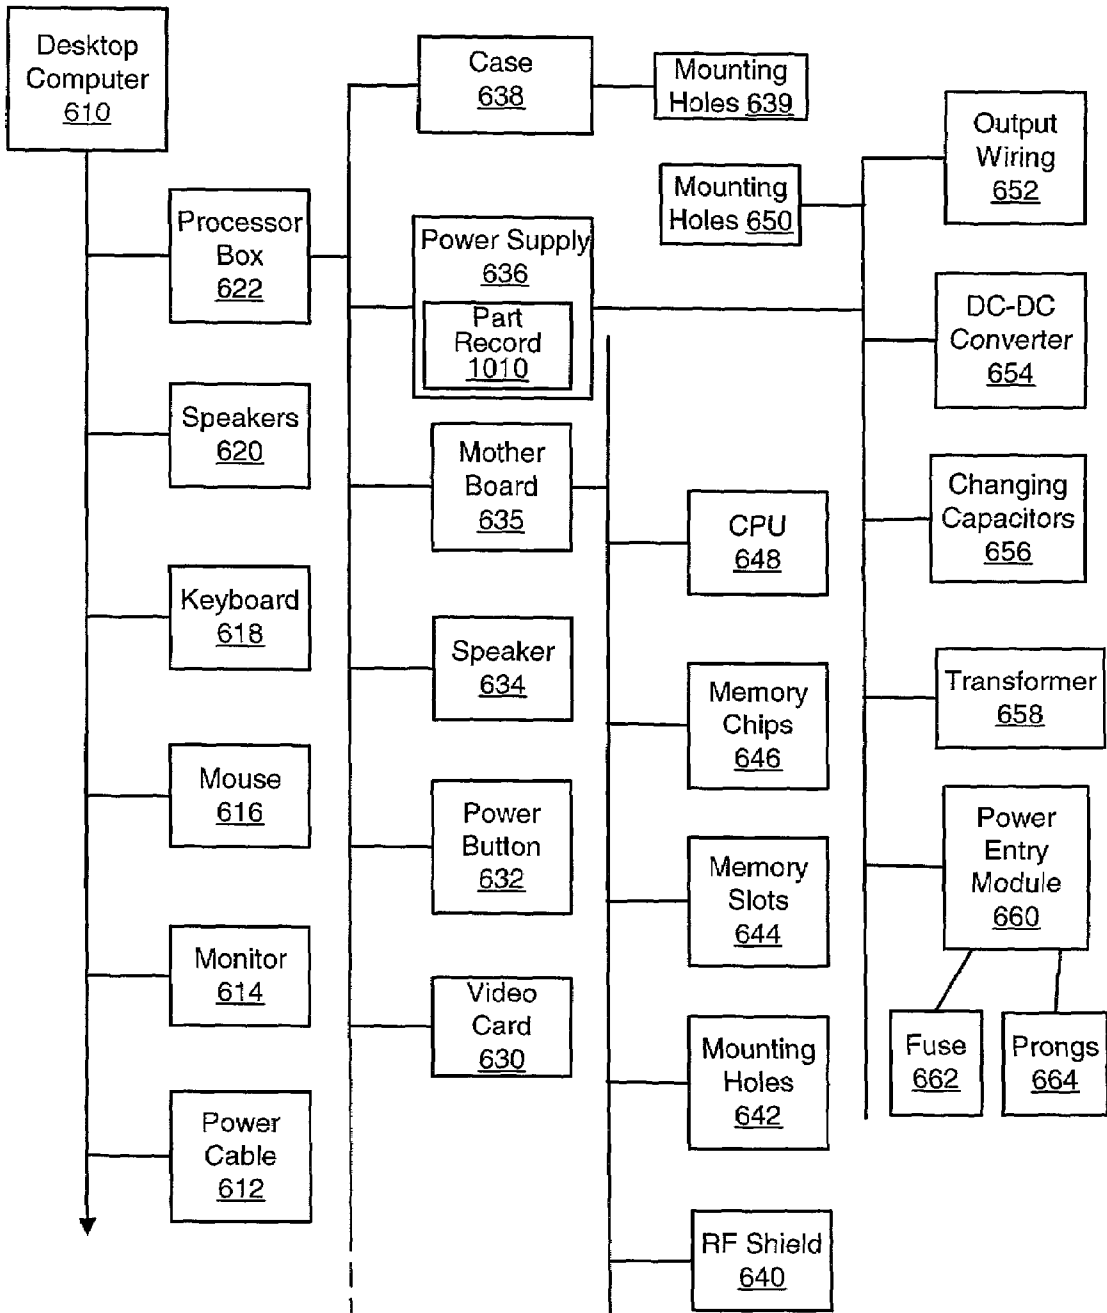 Desktop
Computer
610
Processor
Box
622
Speakers
620
Keyboard
618
Mouse
616
Monitor
614
Power
Cable
612
Case
638
Mounting
Holes 639
Power Supply
636
Part
Record
1010
Mother
Board
635
Speaker
634
Power
Button
632
Video
Card
630
Mounting
Holes 650
CPU
648
Memory
Chips
646
Memory
Slots
644
Mounting
Holes
642
RF Shield
640
Output
Wiring
652
DC-DC
Converter
654
Changing
Capacitors
656
Transformer
658
Power
Entry
Module
660
Fuse
662
Prongs
664